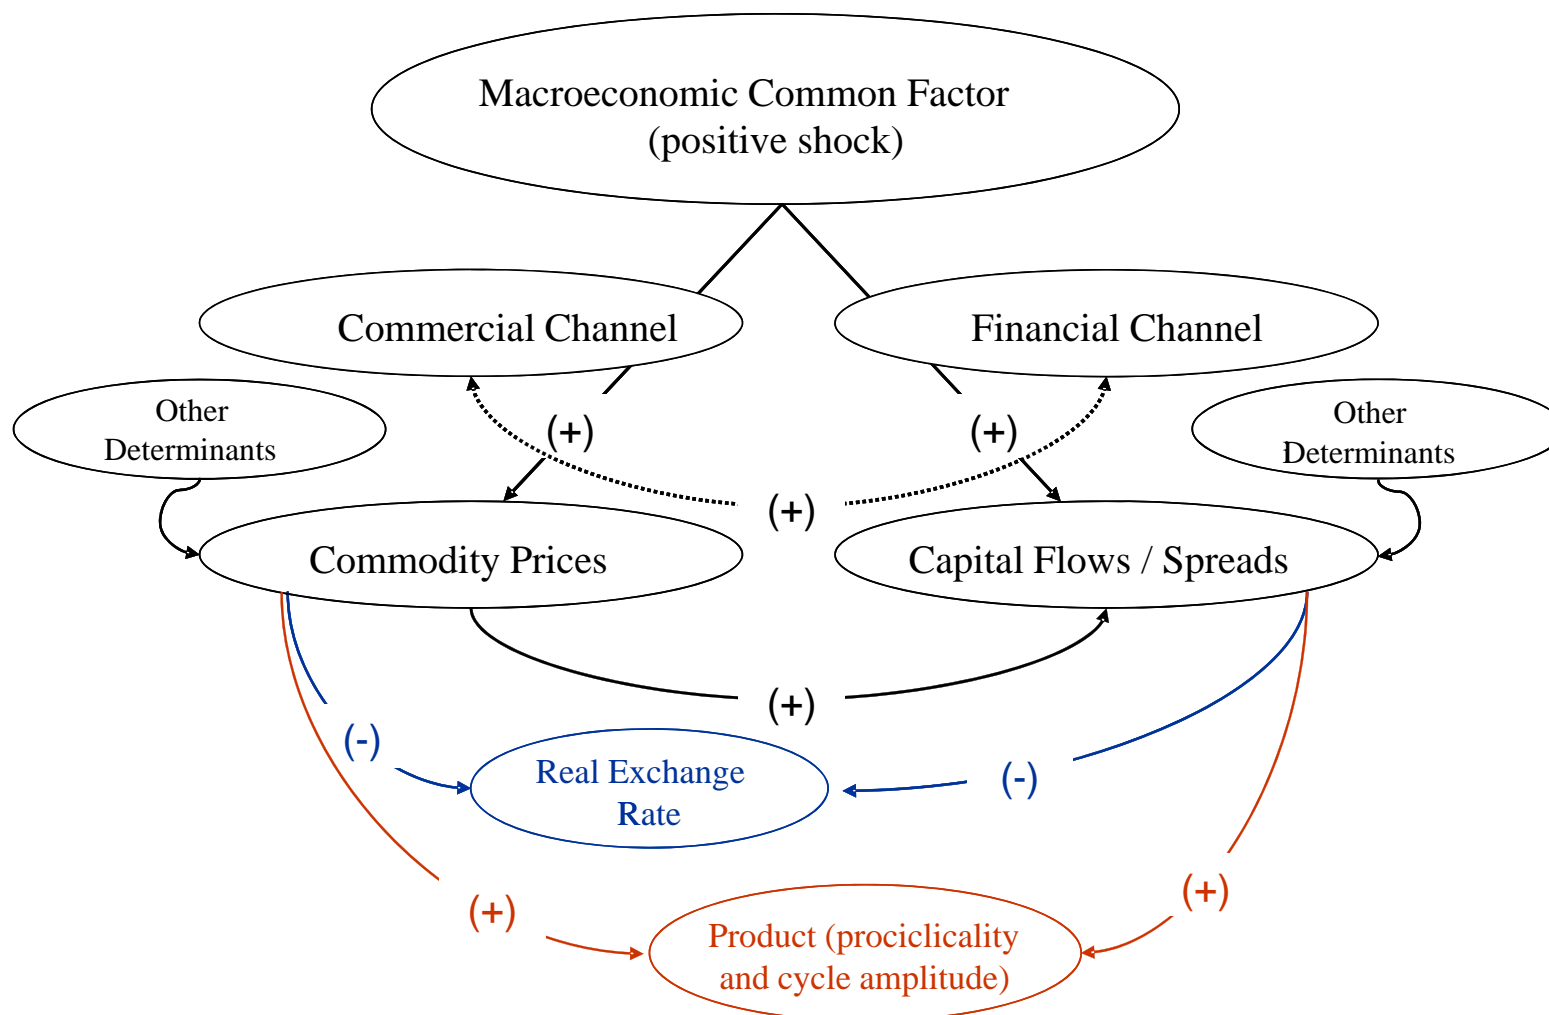 Macroeconomic Common Factor
(positive shock)
Commercial Channel
Financial Channel
Other
Determinants
(+)
(+)
Other
Determinants
(+)
Commodity Prices
Capital Flows / Spreads
(+)
(-)
Real Exchange
Rate
(-)
(+)
(+)
Product (prociclicality
and cycle amplitude)